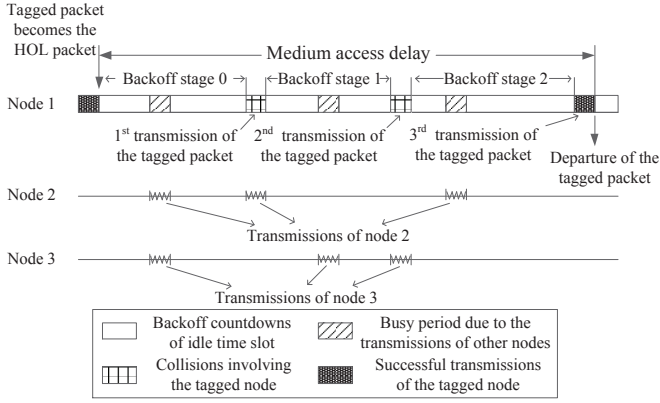 Tagged packet
becomes the
HOL packet
Medium access delay
Backoff stage 0
Backoff stage 1
Backoff stage 2
Node 1
1st transmission of
the tagged packet
2nd transmission of
the tagged packet
3rd transmission of
the tagged packet
Departure of the
tagged packet
Node 2
Transmissions of node 2
Node 3
Transmissions of node 3
Backoff countdowns
of idle time slot
Busy period due to the
transmissions of other nodes
Collisions involving
the tagged node
Successful transmissions
of the tagged node